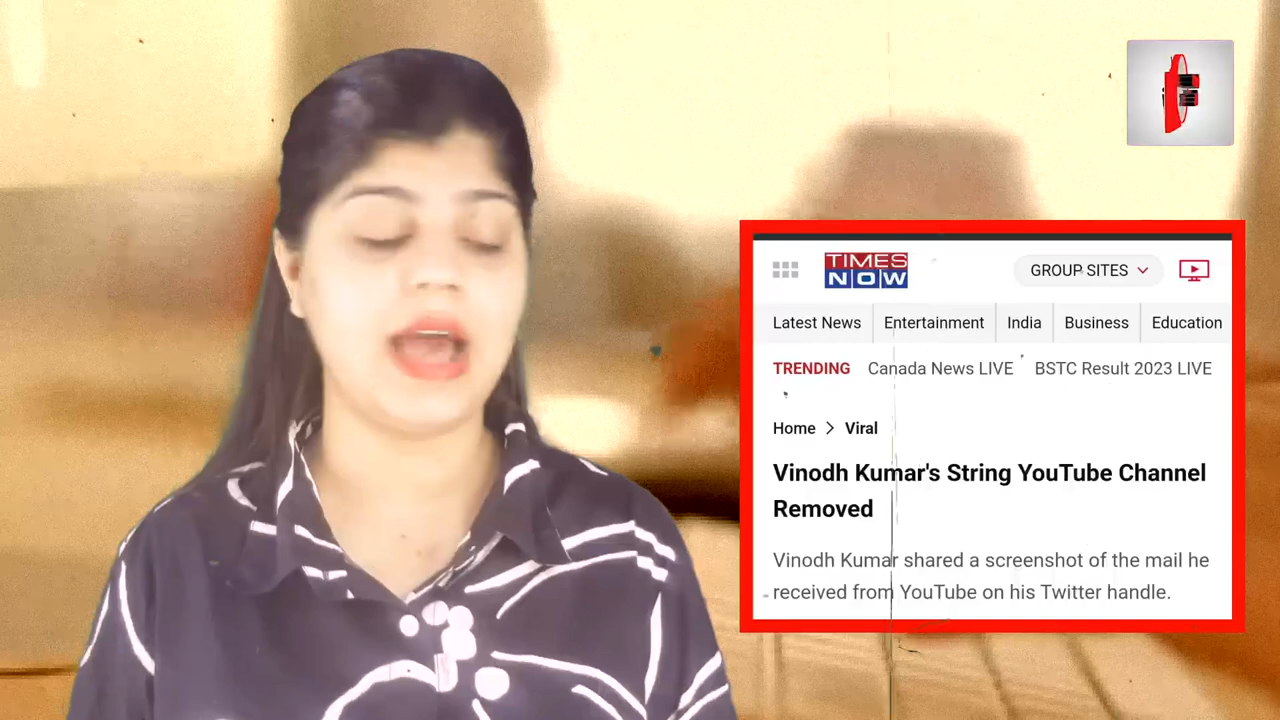 TIMES
NOW
GROUP SITES
Latest News
Entertainment
India
Business
Education
TRENDING
Canada News LIVE
BSTC Result 2023 LIVE
Home
Viral
Vinodh Kumar's String YouTube Channel
Removed
Vinodh Kumar shared a screenshot of the mail he
received from YouTube on his Twitter handle.